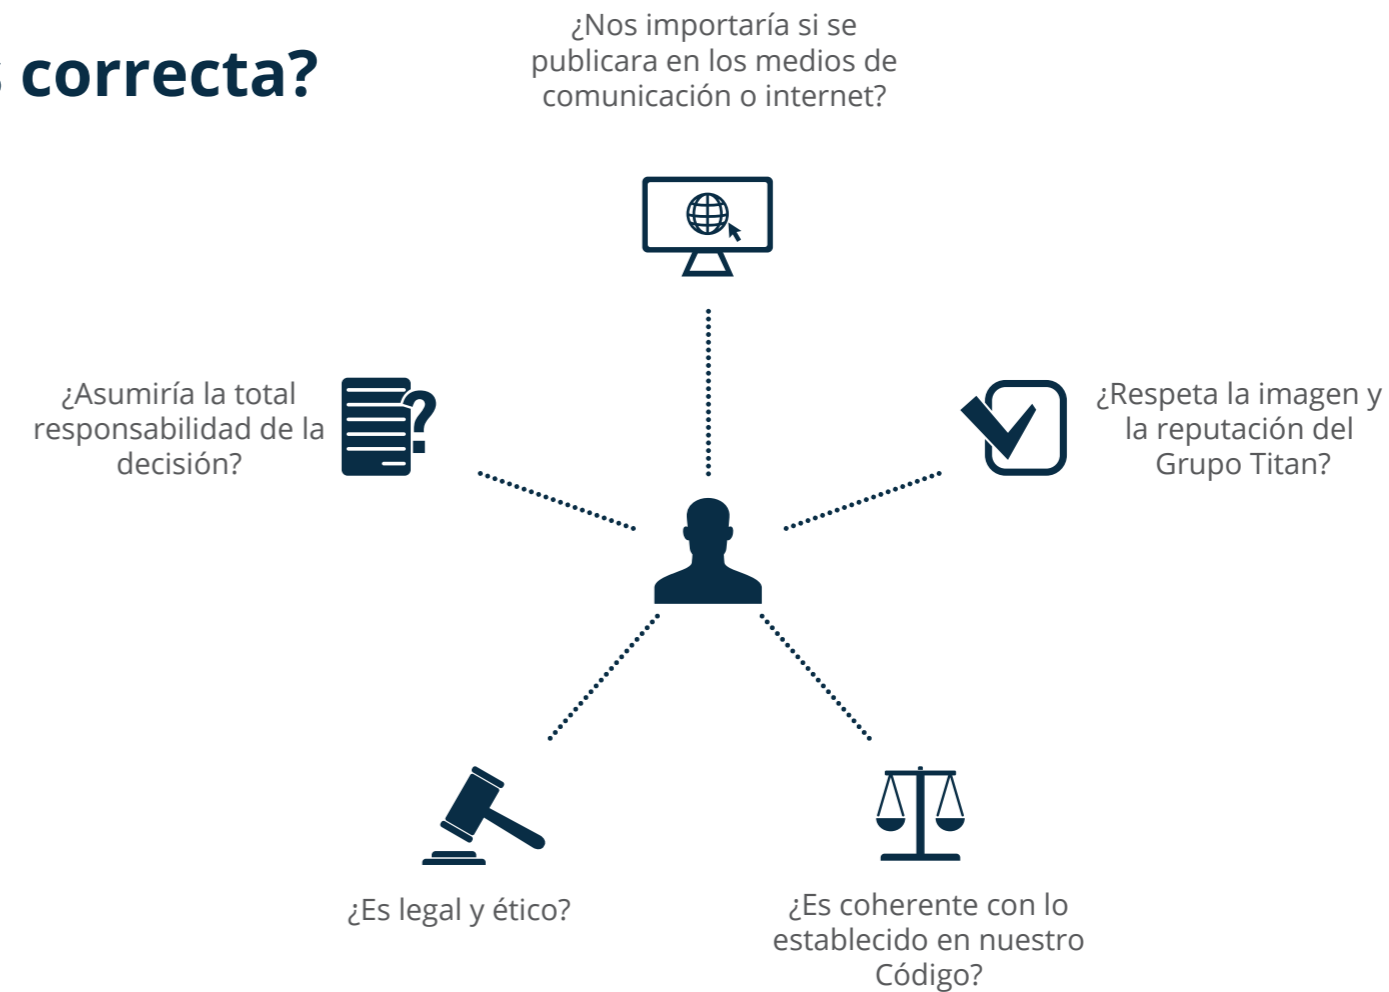 correcta?
¿Nos importaría si se
publicara en los medios de
comunicación o internet?
¿Asumiría la total
responsabilidad de la
decisión?
¿Respeta la imagen y
la reputación del
Grupo Titan?
¿Es legal y ético?
¿Es coherente con lo
establecido en nuestro
Código?